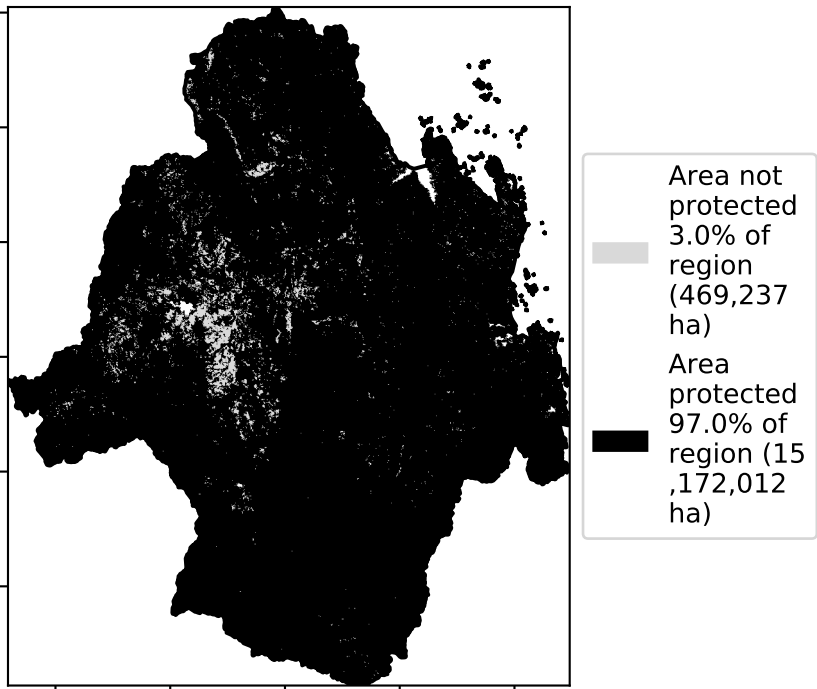 Area not
protected
3.0% of
region
(469,237
ha)
Area
protected
97.0% of
region (15
,172,012
ha)